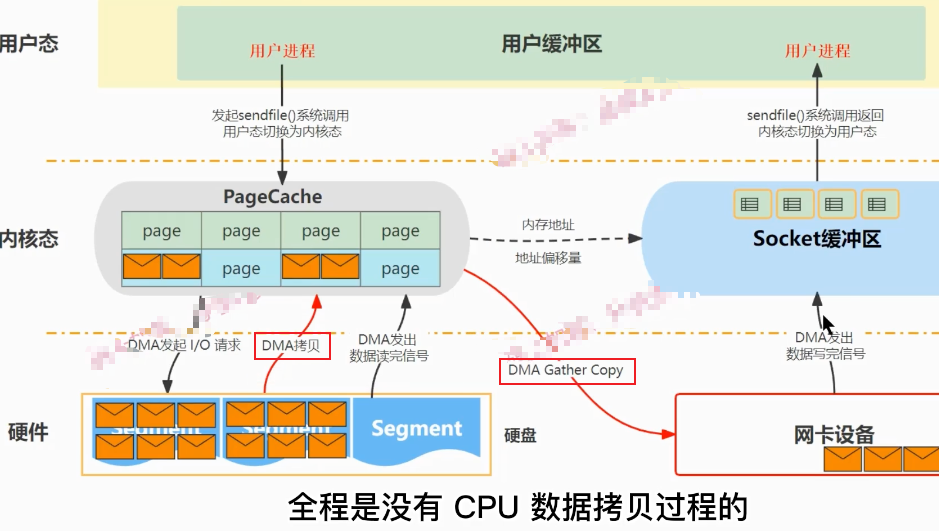 用户态
用户进程
用户缓冲区
用户进程
发起sendfile()系统调用
用户态切换为内核态
sendfile()系统调用返回
内核态切换为用户态
内核态
PageCache
page page page page
page page
内存地址
地址偏移量
Socket缓冲区
DMA发起 I/O 请求
DMA拷贝
DMA发出
数据读完信号
DMA Gather Copy
DMA发出
数据写完信号
硬件
Segment
Segment
Segment
硬盘
网卡设备
全程是没有 CPU 数据拷贝过程的